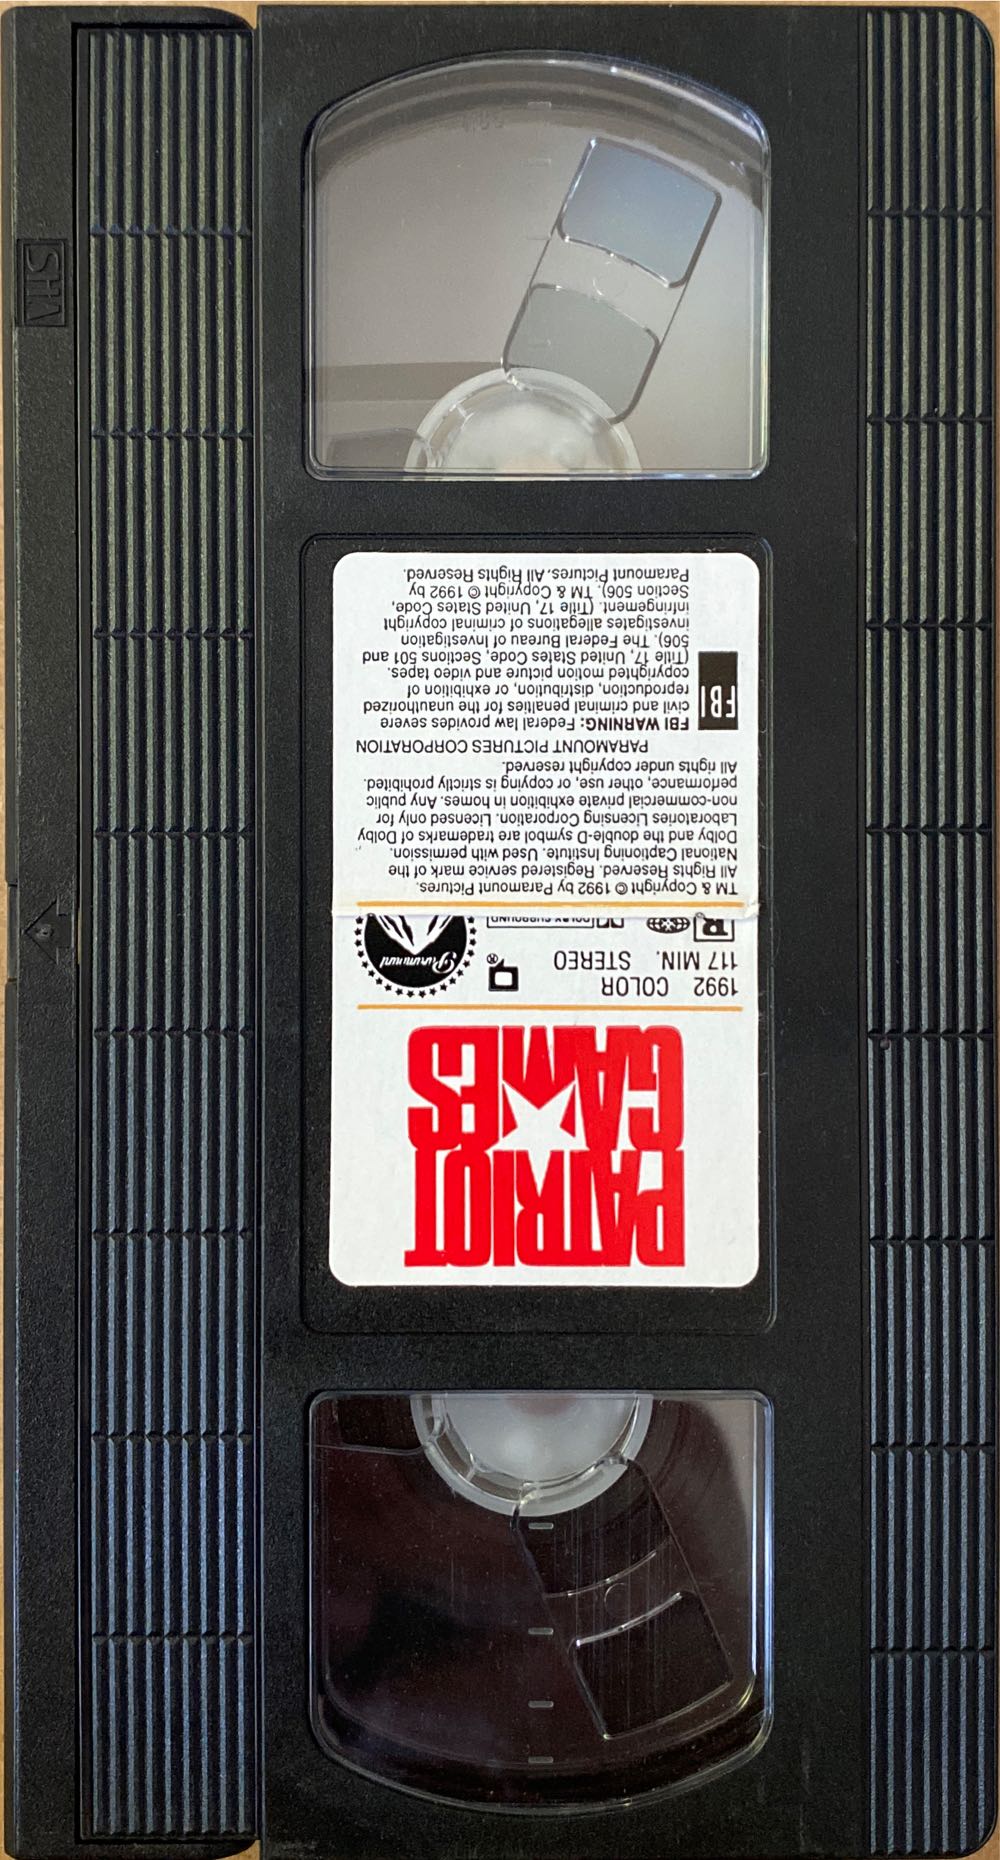 PATRIOT
GAMES
1992 COLOR
117 MIN. STEREO
®
R
DOLBY SURROUND
Paramount
TM & Copyright © 1992 by Paramount Pictures.
All Rights Reserved. Registered service mark of the
National Captioning Institute. Used with permission.
Dolby and the double-D symbol are trademarks of Dolby
Laboratories Licensing Corporation. Licensed only for
non-commercial private exhibition in homes. Any public
performance, other use, or copying is strictly prohibited.
All rights under copyright reserved.
PARAMOUNT PICTURES CORPORATION
FBI
FBI WARNING: Federal law provides severe
civil and criminal penalties for the unauthorized
reproduction, distribution, or exhibition of
copyrighted motion picture and video tapes.
(Title 17, United States Code, Sections 501 and
506). The Federal Bureau of Investigation
investigates allegations of criminal copyright
infringement. (Title 17, United States Code,
Section 506). TM & Copyright © 1992 by
Paramount Pictures. All Rights Reserved.
VHS